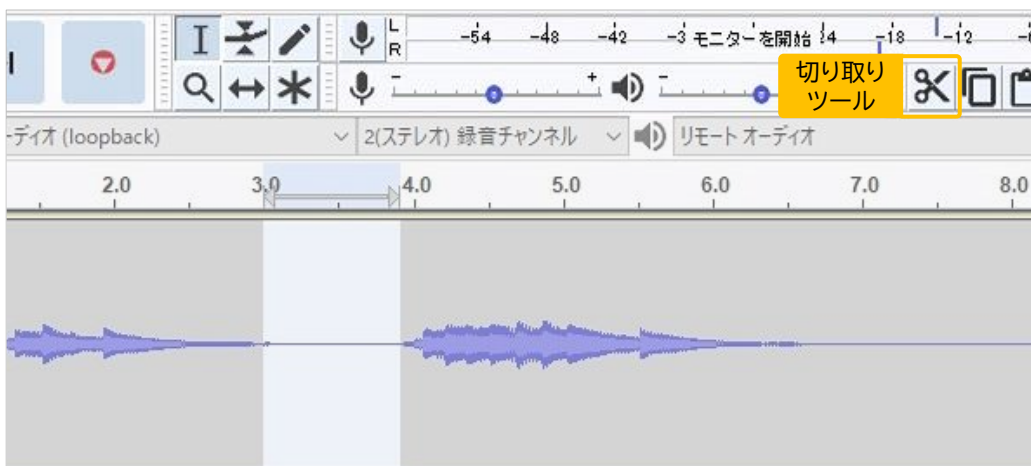 L
R
-54 -48 -42 -3 モニターを開始 !4 -18 -12
- + -
切り取り
ツール
ーディオ (loopback) 2(ステレオ) 録音チャンネル リモート オーディオ
2.0 3.0 4.0 5.0 6.0 7.0 8.0